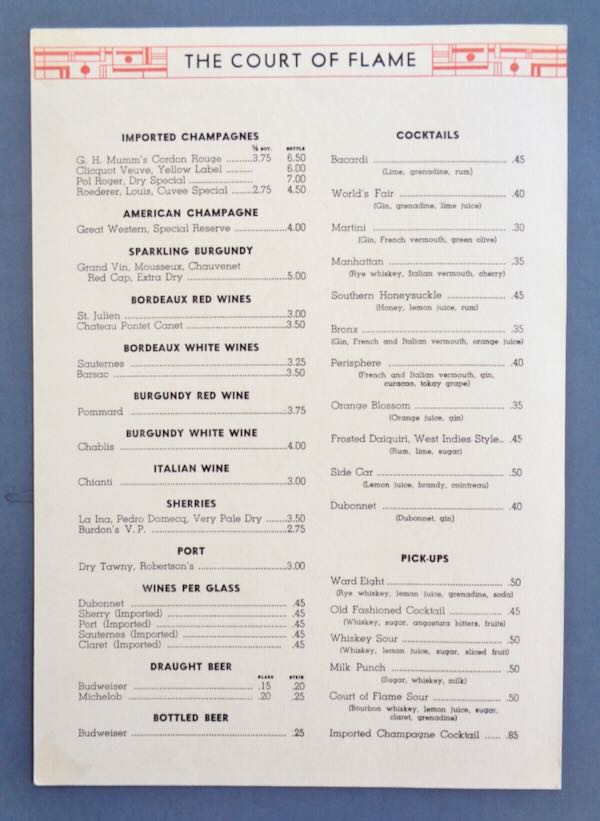 THE COURT OF FLAME
IMPORTED CHAMPAGNES
½ BOT. BOTTLE
G. H. Mumm's Cordon Rouge ..........3.75 6.50
Clicquot Veuve, Yellow Label .......... 6.00
Pol Roger, Dry Special ....................... 7.00
Roederer, Louis, Cuvee Special .......2.75 4.50
AMERICAN CHAMPAGNE
Great Western, Special Reserve ....................4.00
SPARKLING BURGUNDY
Grand Vin, Mousseux, Chauvenet
Red Cap, Extra Dry ......................................5.00
BORDEAUX RED WINES
St. Julien ..........................................................3.00
Chateau Pontet Canet ......................................3.50
BORDEAUX WHITE WINES
Sauternes ..........................................................3.25
Barsac ..............................................................3.50
BURGUNDY RED WINE
Pommard ..........................................................3.75
BURGUNDY WHITE WINE
Chablis ............................................................4.00
ITALIAN WINE
Chianti ............................................................3.00
SHERRIES
La Ina, Pedro Domecq, Very Pale Dry .......3.50
Burdon's V. P. ..................................................2.75
PORT
Dry Tawny, Robertson's ..................................3.00
WINES PER GLASS
Dubonnet .......................................................... .45
Sherry (Imported) ............................................ .45
Port (Imported) ................................................ .45
Sauternes (Imported) ........................................ .45
Claret (Imported) ............................................ .45
DRAUGHT BEER
GLASS STEIN
Budweiser ..........................................15 .20
Michelob ............................................20 .25
BOTTLED BEER
Budweiser .......................................................... .25
COCKTAILS
Bacardi ...................................................... .45
(Lime, grenadine, rum)
World's Fair .............................................. .40
(Gin, grenadine, lime juice)
Martini ...................................................... .30
(Gin, French vermouth, green olive)
Manhattan .................................................. .35
(Rye whiskey, Italian vermouth, cherry)
Southern Honeysuckle ................................ .45
(Honey, lemon juice, rum)
Bronx .......................................................... .35
(Gin, French and Italian vermouth, orange juice)
Perisphere .................................................. .40
(French and Italian vermouth, gin,
curacao, tokay grape)
Orange Blossom .......................................... .35
(Orange juice, gin)
Frosted Daiquiri, West Indies Style.. .45
(Rum, lime, sugar)
Side Car ...................................................... .50
(Lemon juice, brandy, cointreau)
Dubonnet .................................................... .40
(Dubonnet, gin)
PICK-UPS
Ward Eight .................................................. .50
(Rye whiskey, lemon juice, grenadine, soda)
Old Fashioned Cocktail .............................. .45
(Whiskey, sugar, angostura bitters, fruits)
Whiskey Sour .............................................. .50
(Whiskey, lemon juice, sugar, sliced fruit)
Milk Punch .................................................. .50
(Sugar, whiskey, milk)
Court of Flame Sour .................................... .50
(Bourbon whiskey, lemon juice, sugar,
claret, grenadine)
Imported Champagne Cocktail ...... .85